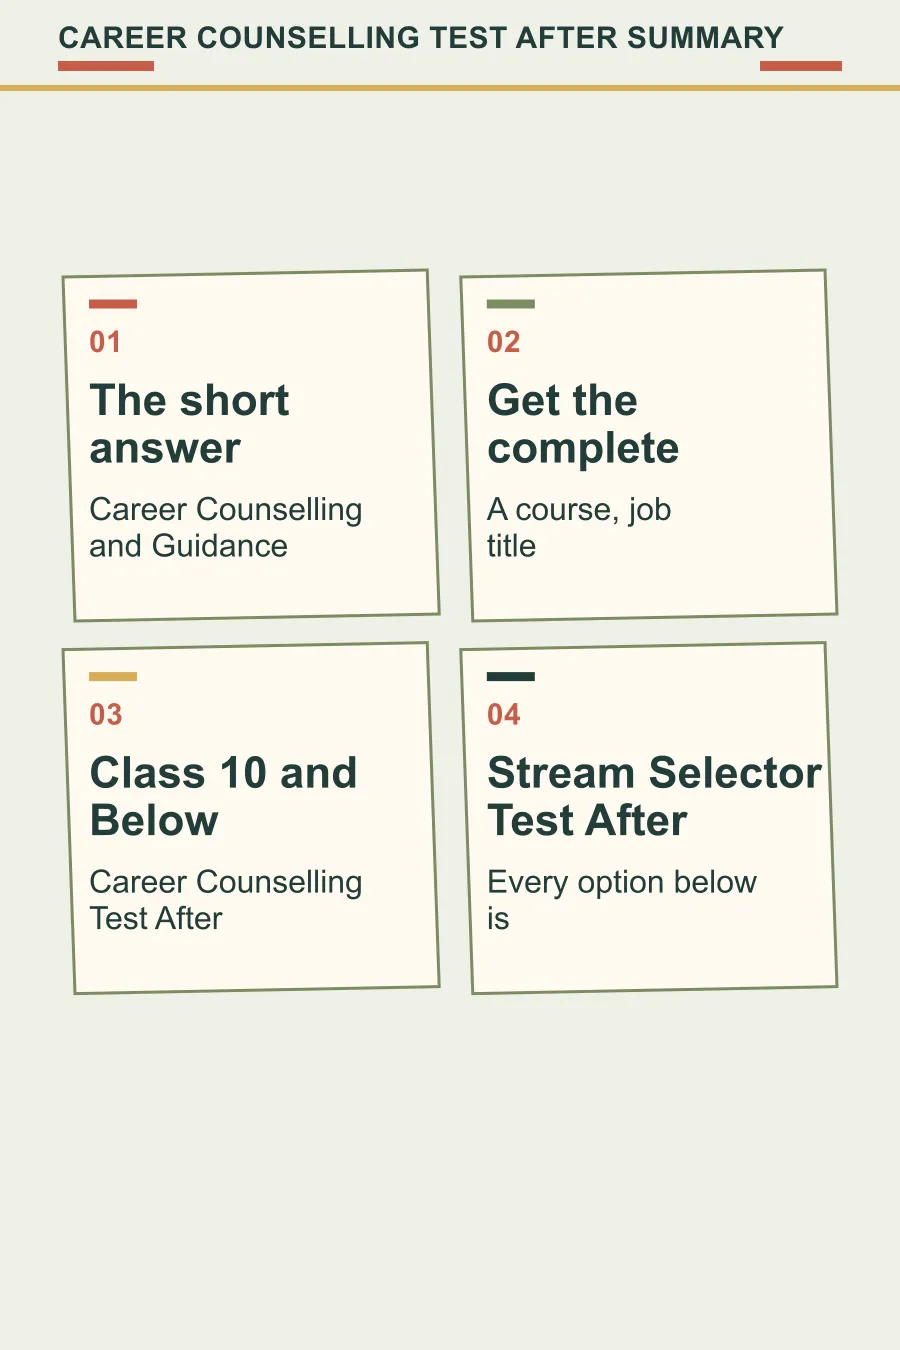 CAREER COUNSELLING TEST AFTER SUMMARY
01
The short
answer
Career Counselling
and Guidance
02
Get the
complete
A course, job
title
03
Class 10 and
Below
Career Counselling
Test After
04
Stream Selector
Test After
Every option below
is